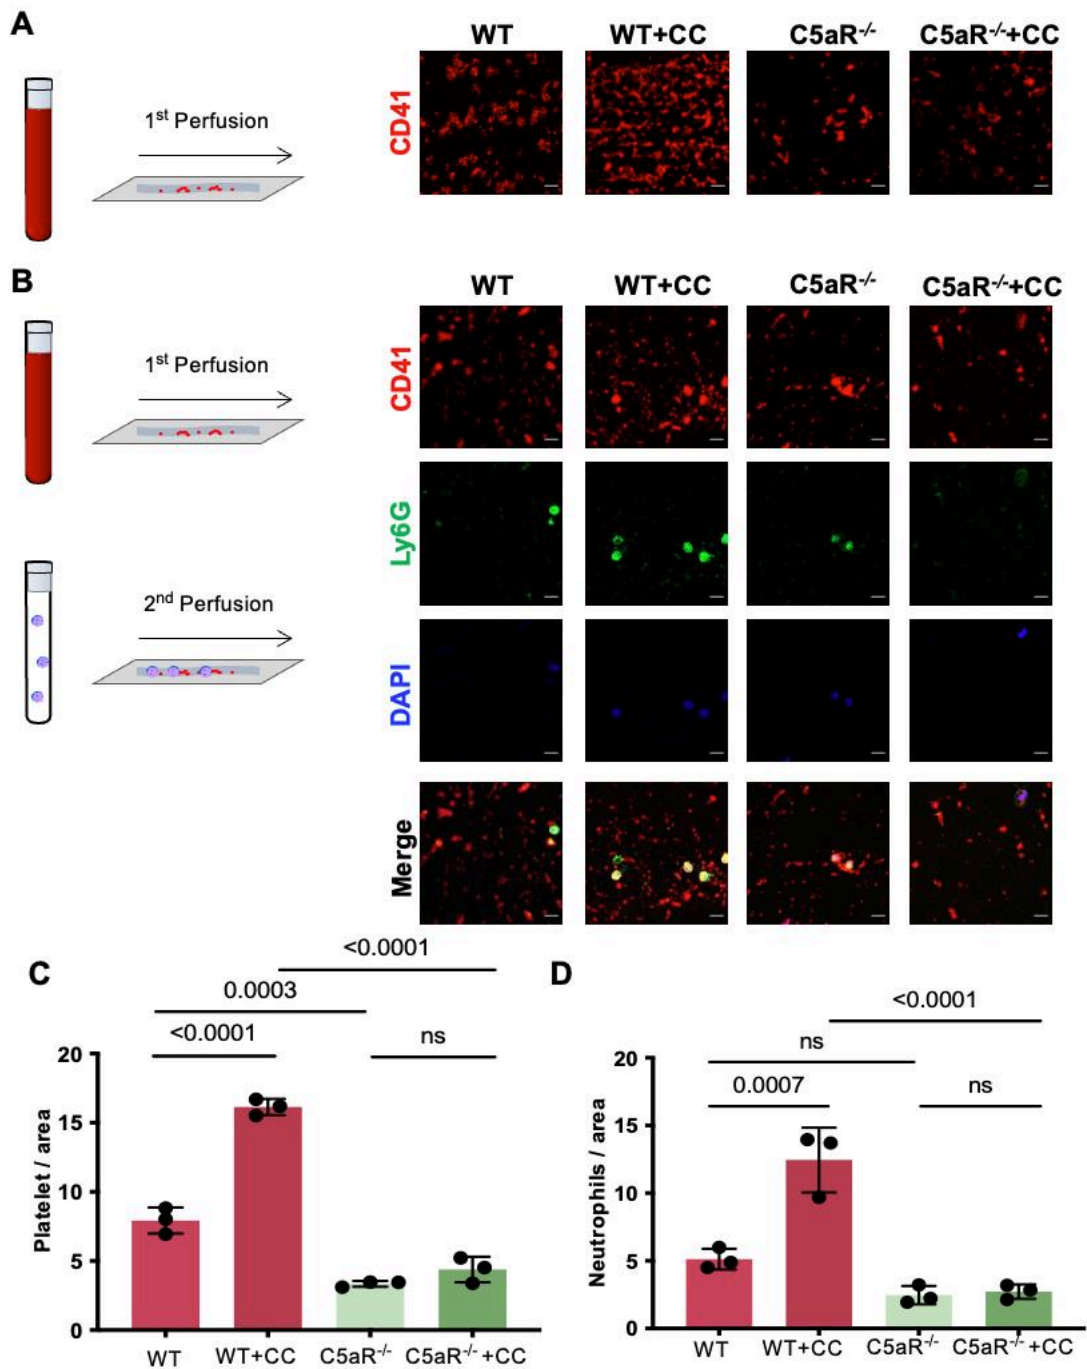 A
WT WT+CC C5aR-/- C5aR-/-+CC
1st Perfusion
CD41
B
WT WT+CC C5aR-/- C5aR-/-+CC
1st Perfusion
CD41
Ly6G
2nd Perfusion
DAPI
Merge
C
<0.0001
0.0003
<0.0001
ns
20
15
10
5
0
Platelet / area
WT WT+CC C5aR-/- C5aR-/- +CC
D
<0.0001
ns
0.0007
ns
20
15
10
5
0
Neutrophils / area
WT WT+CC C5aR-/- C5aR-/- +CC